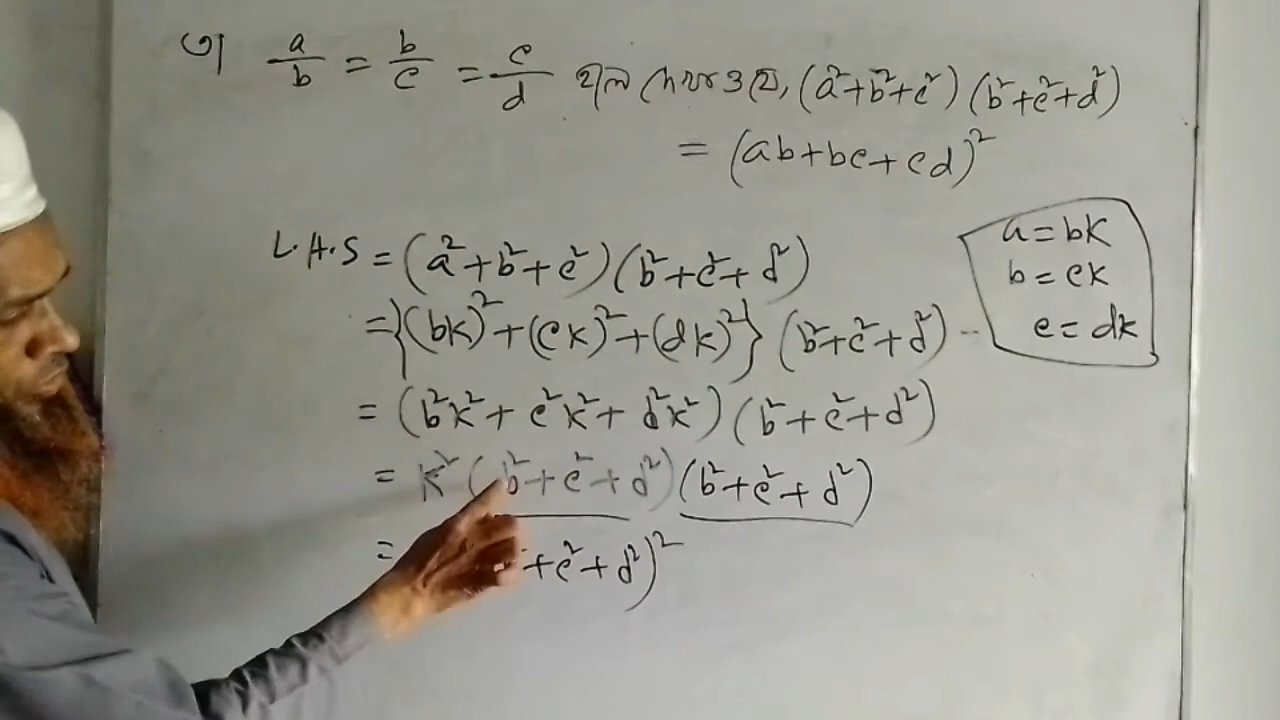 ৩। a/b = b/c = c/d হলে দেখাও যে, (a²+b²+c²) (b²+c²+d²)
= (ab+bc+cd)²
L.H.S = (a²+b²+c²)(b²+c²+d²)
a=bk
b=ck
c=dk
={(bk)²+(ck)²+(dk)²} (b²+c²+d²) --
= (b²k²+ c²k²+ d²k²) (b²+c²+d²)
= k² (b²+c²+d²)(b²+c²+d²)
= +c²+d²)²